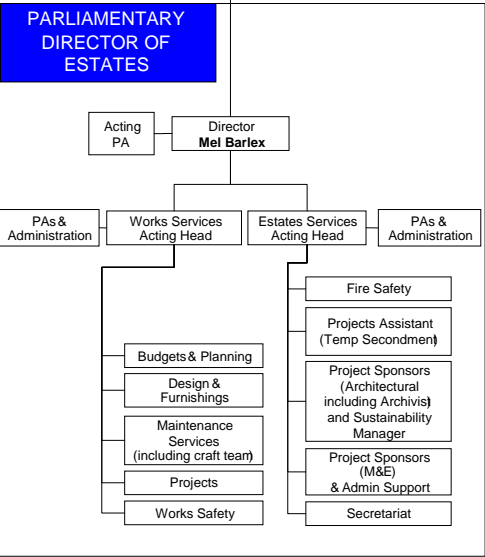 PARLIAMENTARY
DIRECTOR OF
ESTATES
Acting
PA
Director
Mel Barlex
PAs &
Administration
Works Services
Acting Head
Estates Services
Acting Head
PAs &
Administration
Budgets & Planning
Design &
Furnishings
Maintenance
Services
(including craft team)
Projects
Works Safety
Fire Safety
Projects Assistant
(Temp Secondment)
Project Sponsors
(Architectural
including Archivist)
and Sustainability
Manager
Project Sponsors
(M&E)
& Admin Support
Secretariat